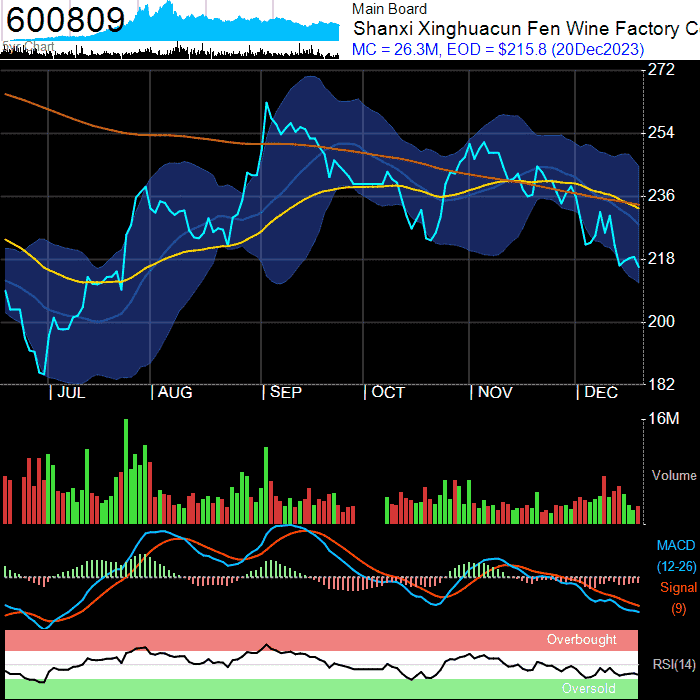 600809
5yr Chart
Main Board
Shanxi Xinghuacun Fen Wine Factory C
MC = 26.3M, EOD = $215.8 (20Dec2023)
272
254
236
218
200
182
JUL
AUG
SEP
OCT
NOV
DEC
16M
Volume
MACD
(12-26)
Signal
(9)
Overbought
RSI(14)
Oversold